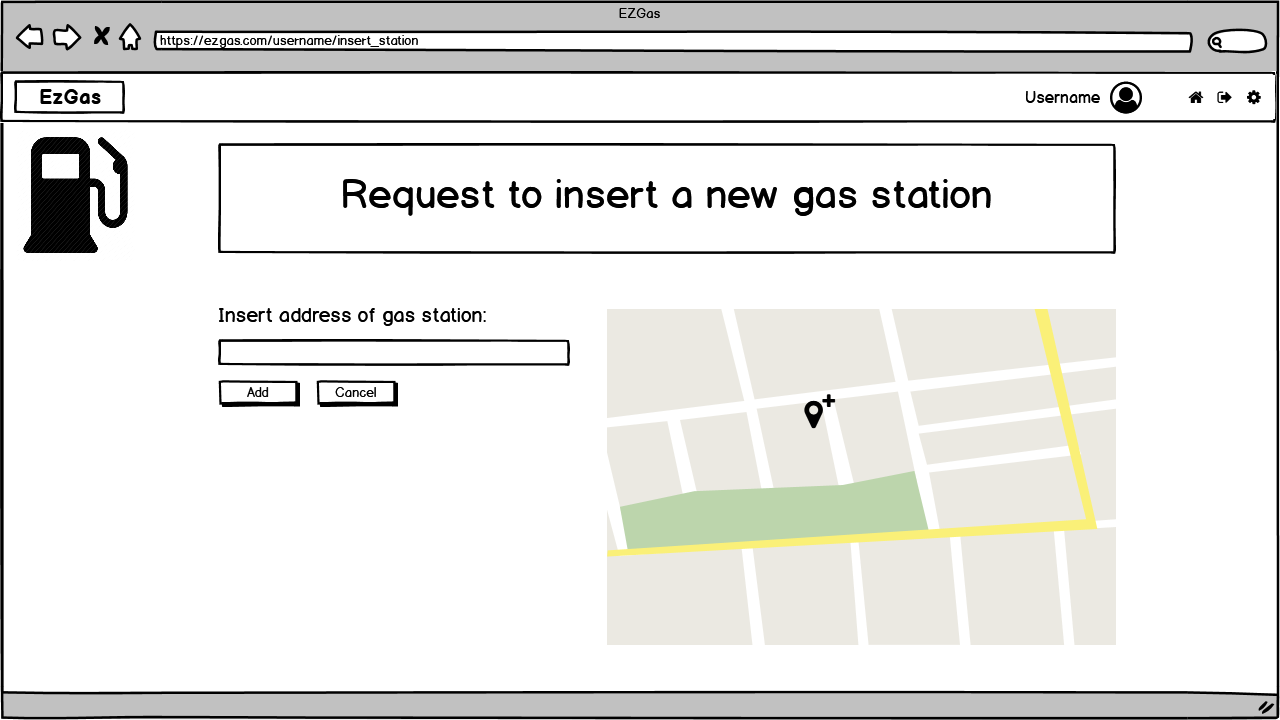 EZGas
https://ezgas.com/username/insert_station
EzGas
Username
Request to insert a new gas station
Insert address of gas station:
Add
Cancel